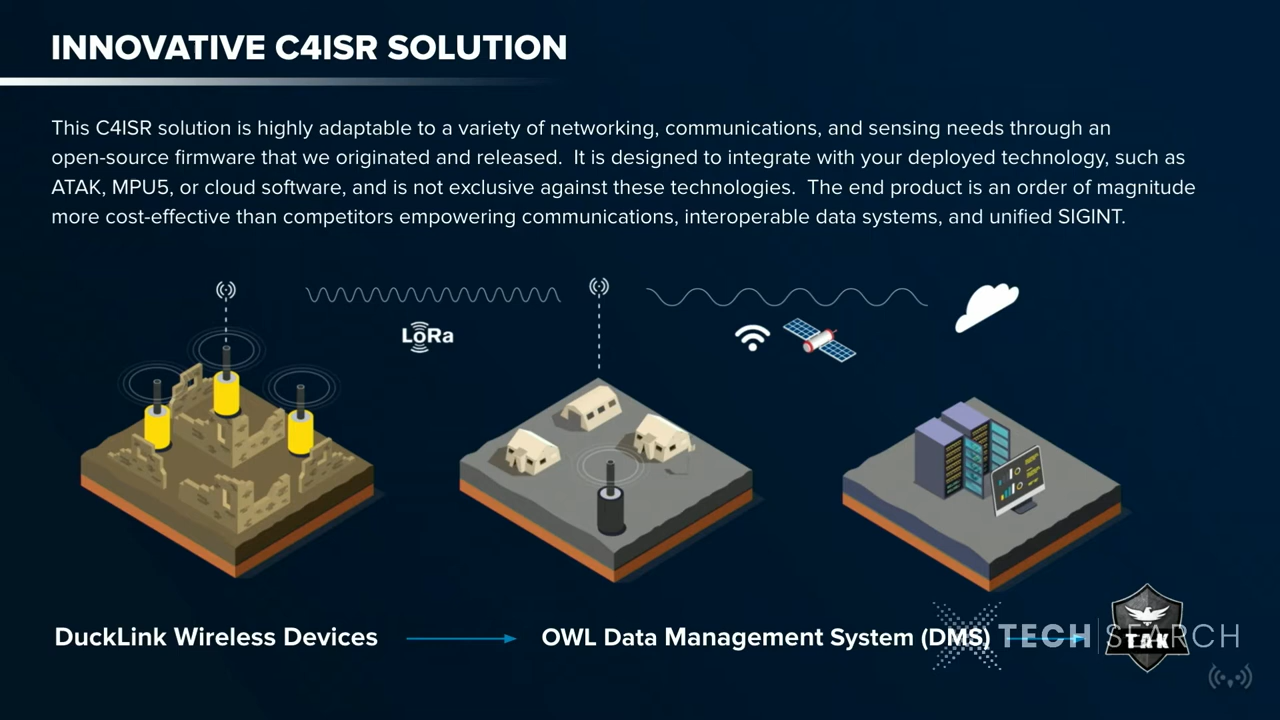 INNOVATIVE C4ISR SOLUTION
This C4ISR solution is highly adaptable to a variety of networking, communications, and sensing needs through an
open-source firmware that we originated and released.  It is designed to integrate with your deployed technology, such as
ATAK, MPU5, or cloud software, and is not exclusive against these technologies.  The end product is an order of magnitude
more cost-effective than competitors empowering communications, interoperable data systems, and unified SIGINT.
LoRa
DuckLink Wireless Devices
OWL Data Management System (DMS)
X TECH|SEARCH
TAK